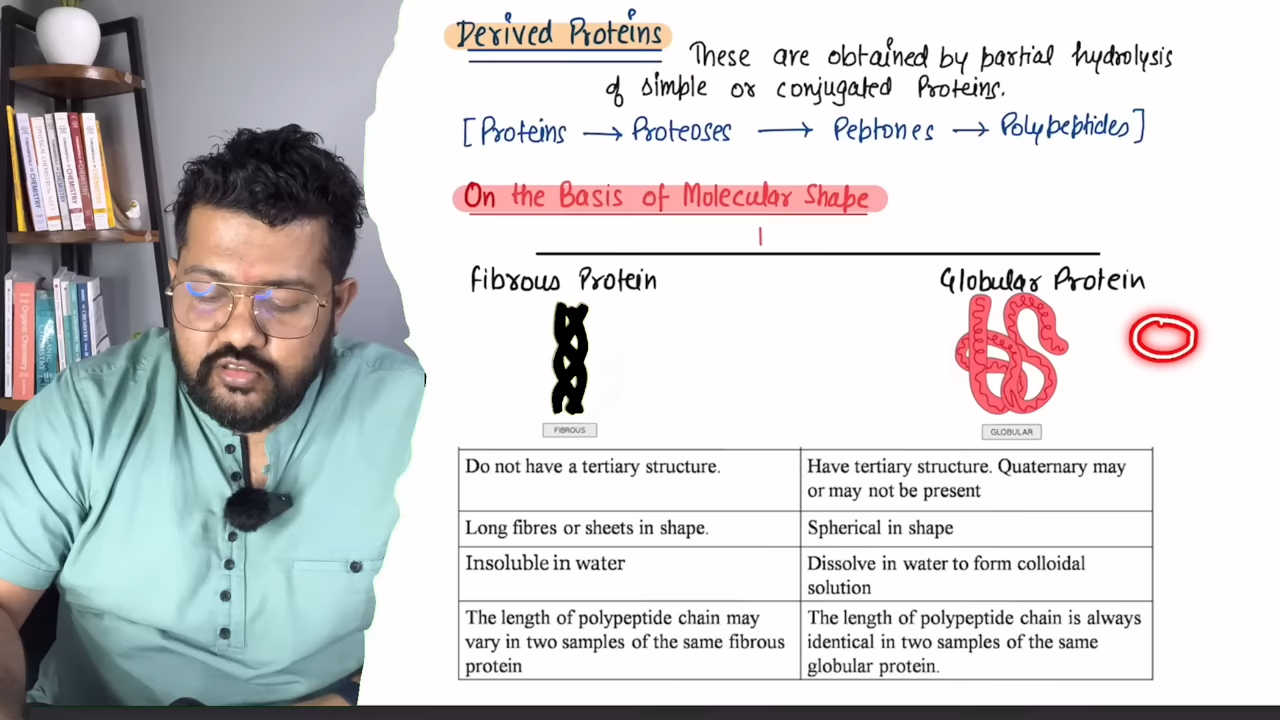 Derived Proteins
These are obtained by partial hydrolysis
of simple or conjugated Proteins.
[Proteins → Proteoses → Peptones → Polypeptides]
On the Basis of Molecular Shape
Fibrous Protein
Globular Protein
FIBROUS
GLOBULAR
Do not have a tertiary structure.
Have tertiary structure. Quaternary may
or may not be present
Long fibres or sheets in shape.
Spherical in shape
Insoluble in water
Dissolve in water to form colloidal
solution
The length of polypeptide chain may
vary in two samples of the same fibrous
protein
The length of polypeptide chain is always
identical in two samples of the same
globular protein.